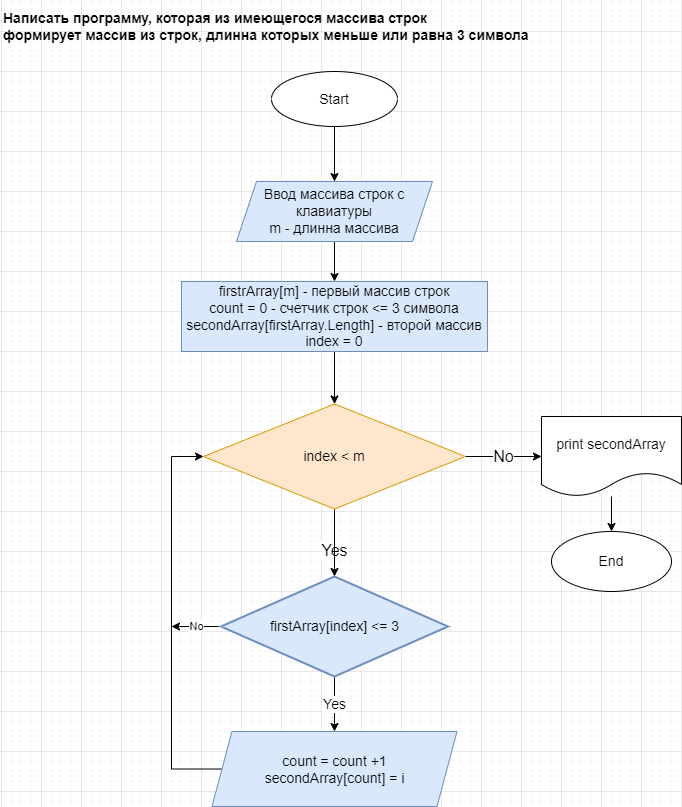 Написать программу, которая из имеющегося массива строк
формирует массив из строк, длинна которых меньше или равна 3 символа
Start
Ввод массива строк с
клавиатуры
m - длинна массива
firstrArray[m] - первый массив строк
count = 0 - счетчик строк <= 3 символа
secondArray[firstArray.Length] - второй массив
index = 0
index < m
No
print secondArray
End
Yes
firstArray[index] <= 3
No
Yes
count = count +1
secondArray[count] = i